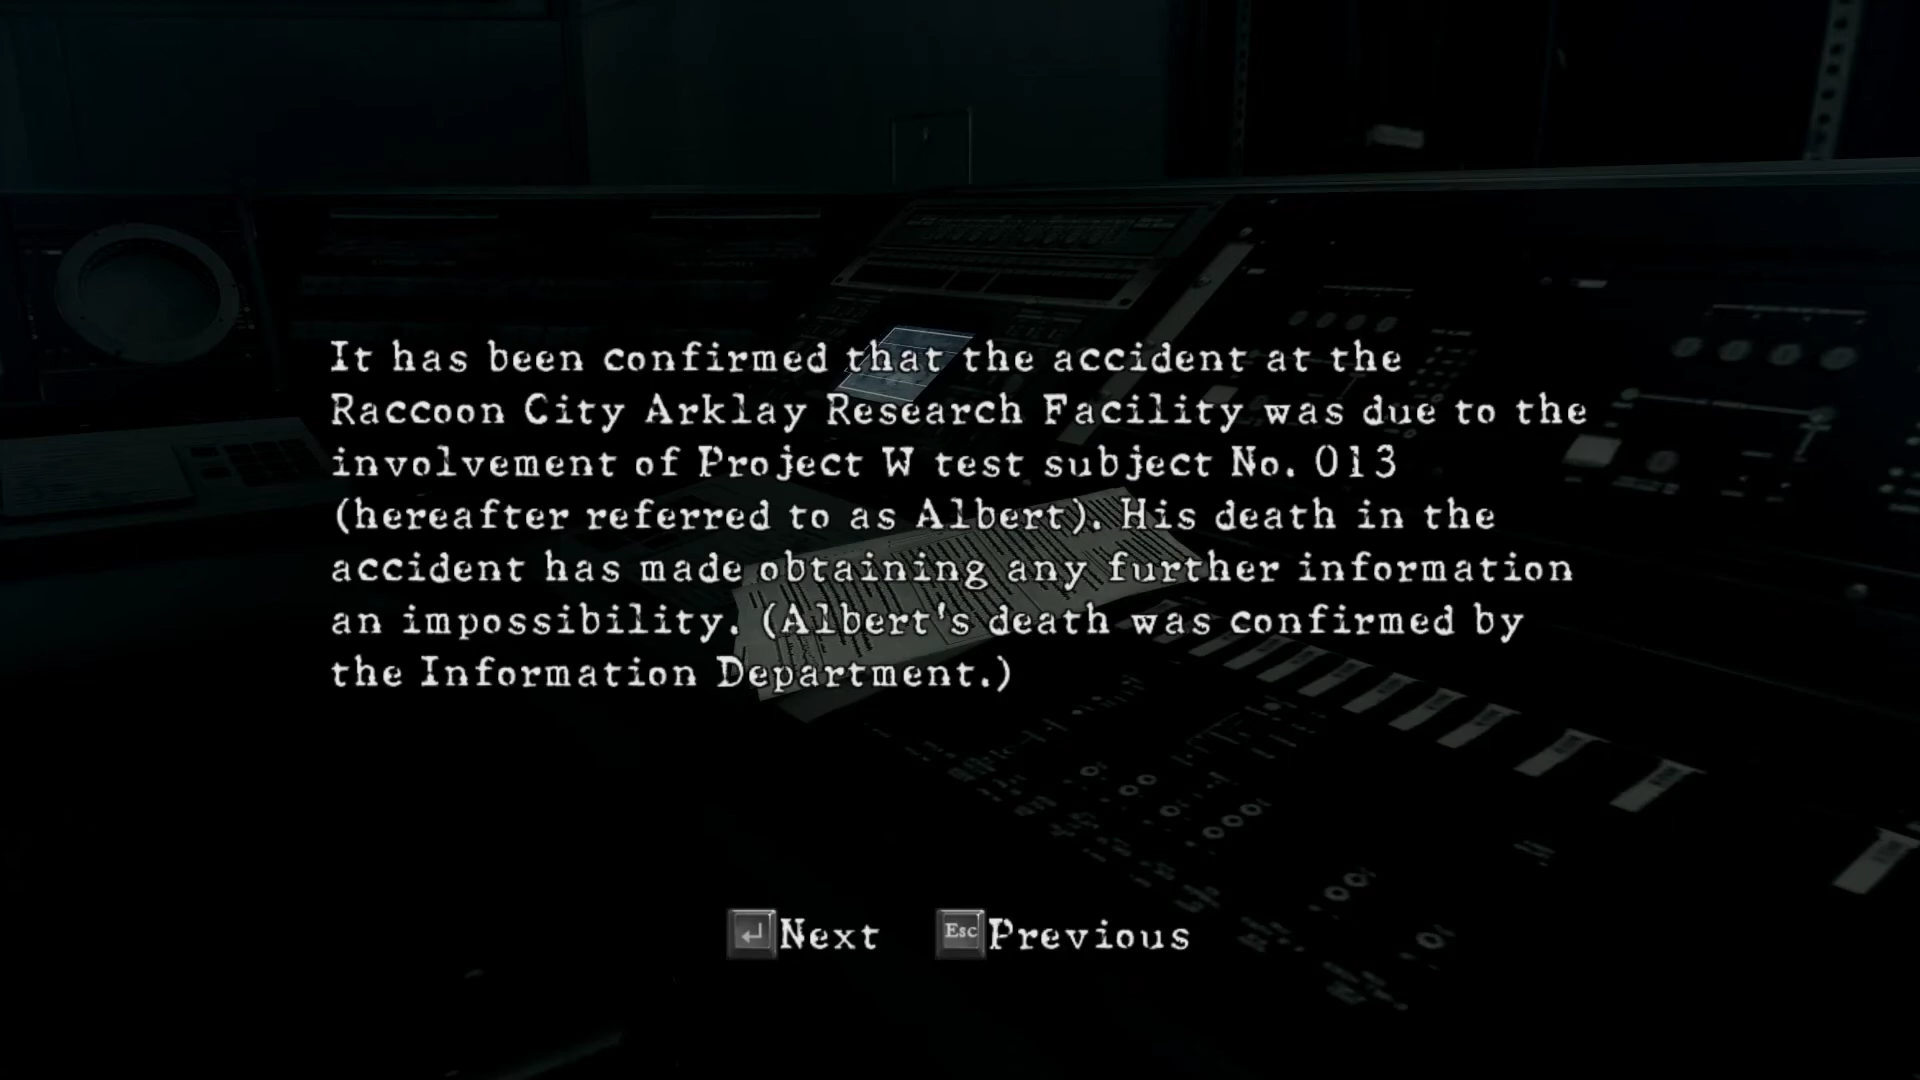 It has been confirmed that the accident at the
Raccoon City Arklay Research Facility was due to the
involvement of Project W test subject No. 013
(hereafter referred to as Albert). His death in the
accident has made obtaining any further information
an impossibility. (Albert's death was confirmed by
the Information Department.)
Next
Esc Previous